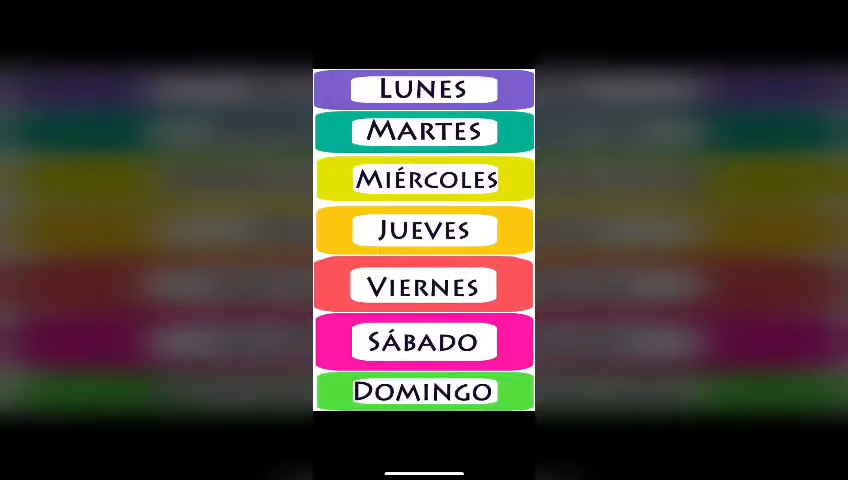 LUNES
MARTES
MIÉRCOLES
JUEVES
VIERNES
SÁBADO
DOMINGO